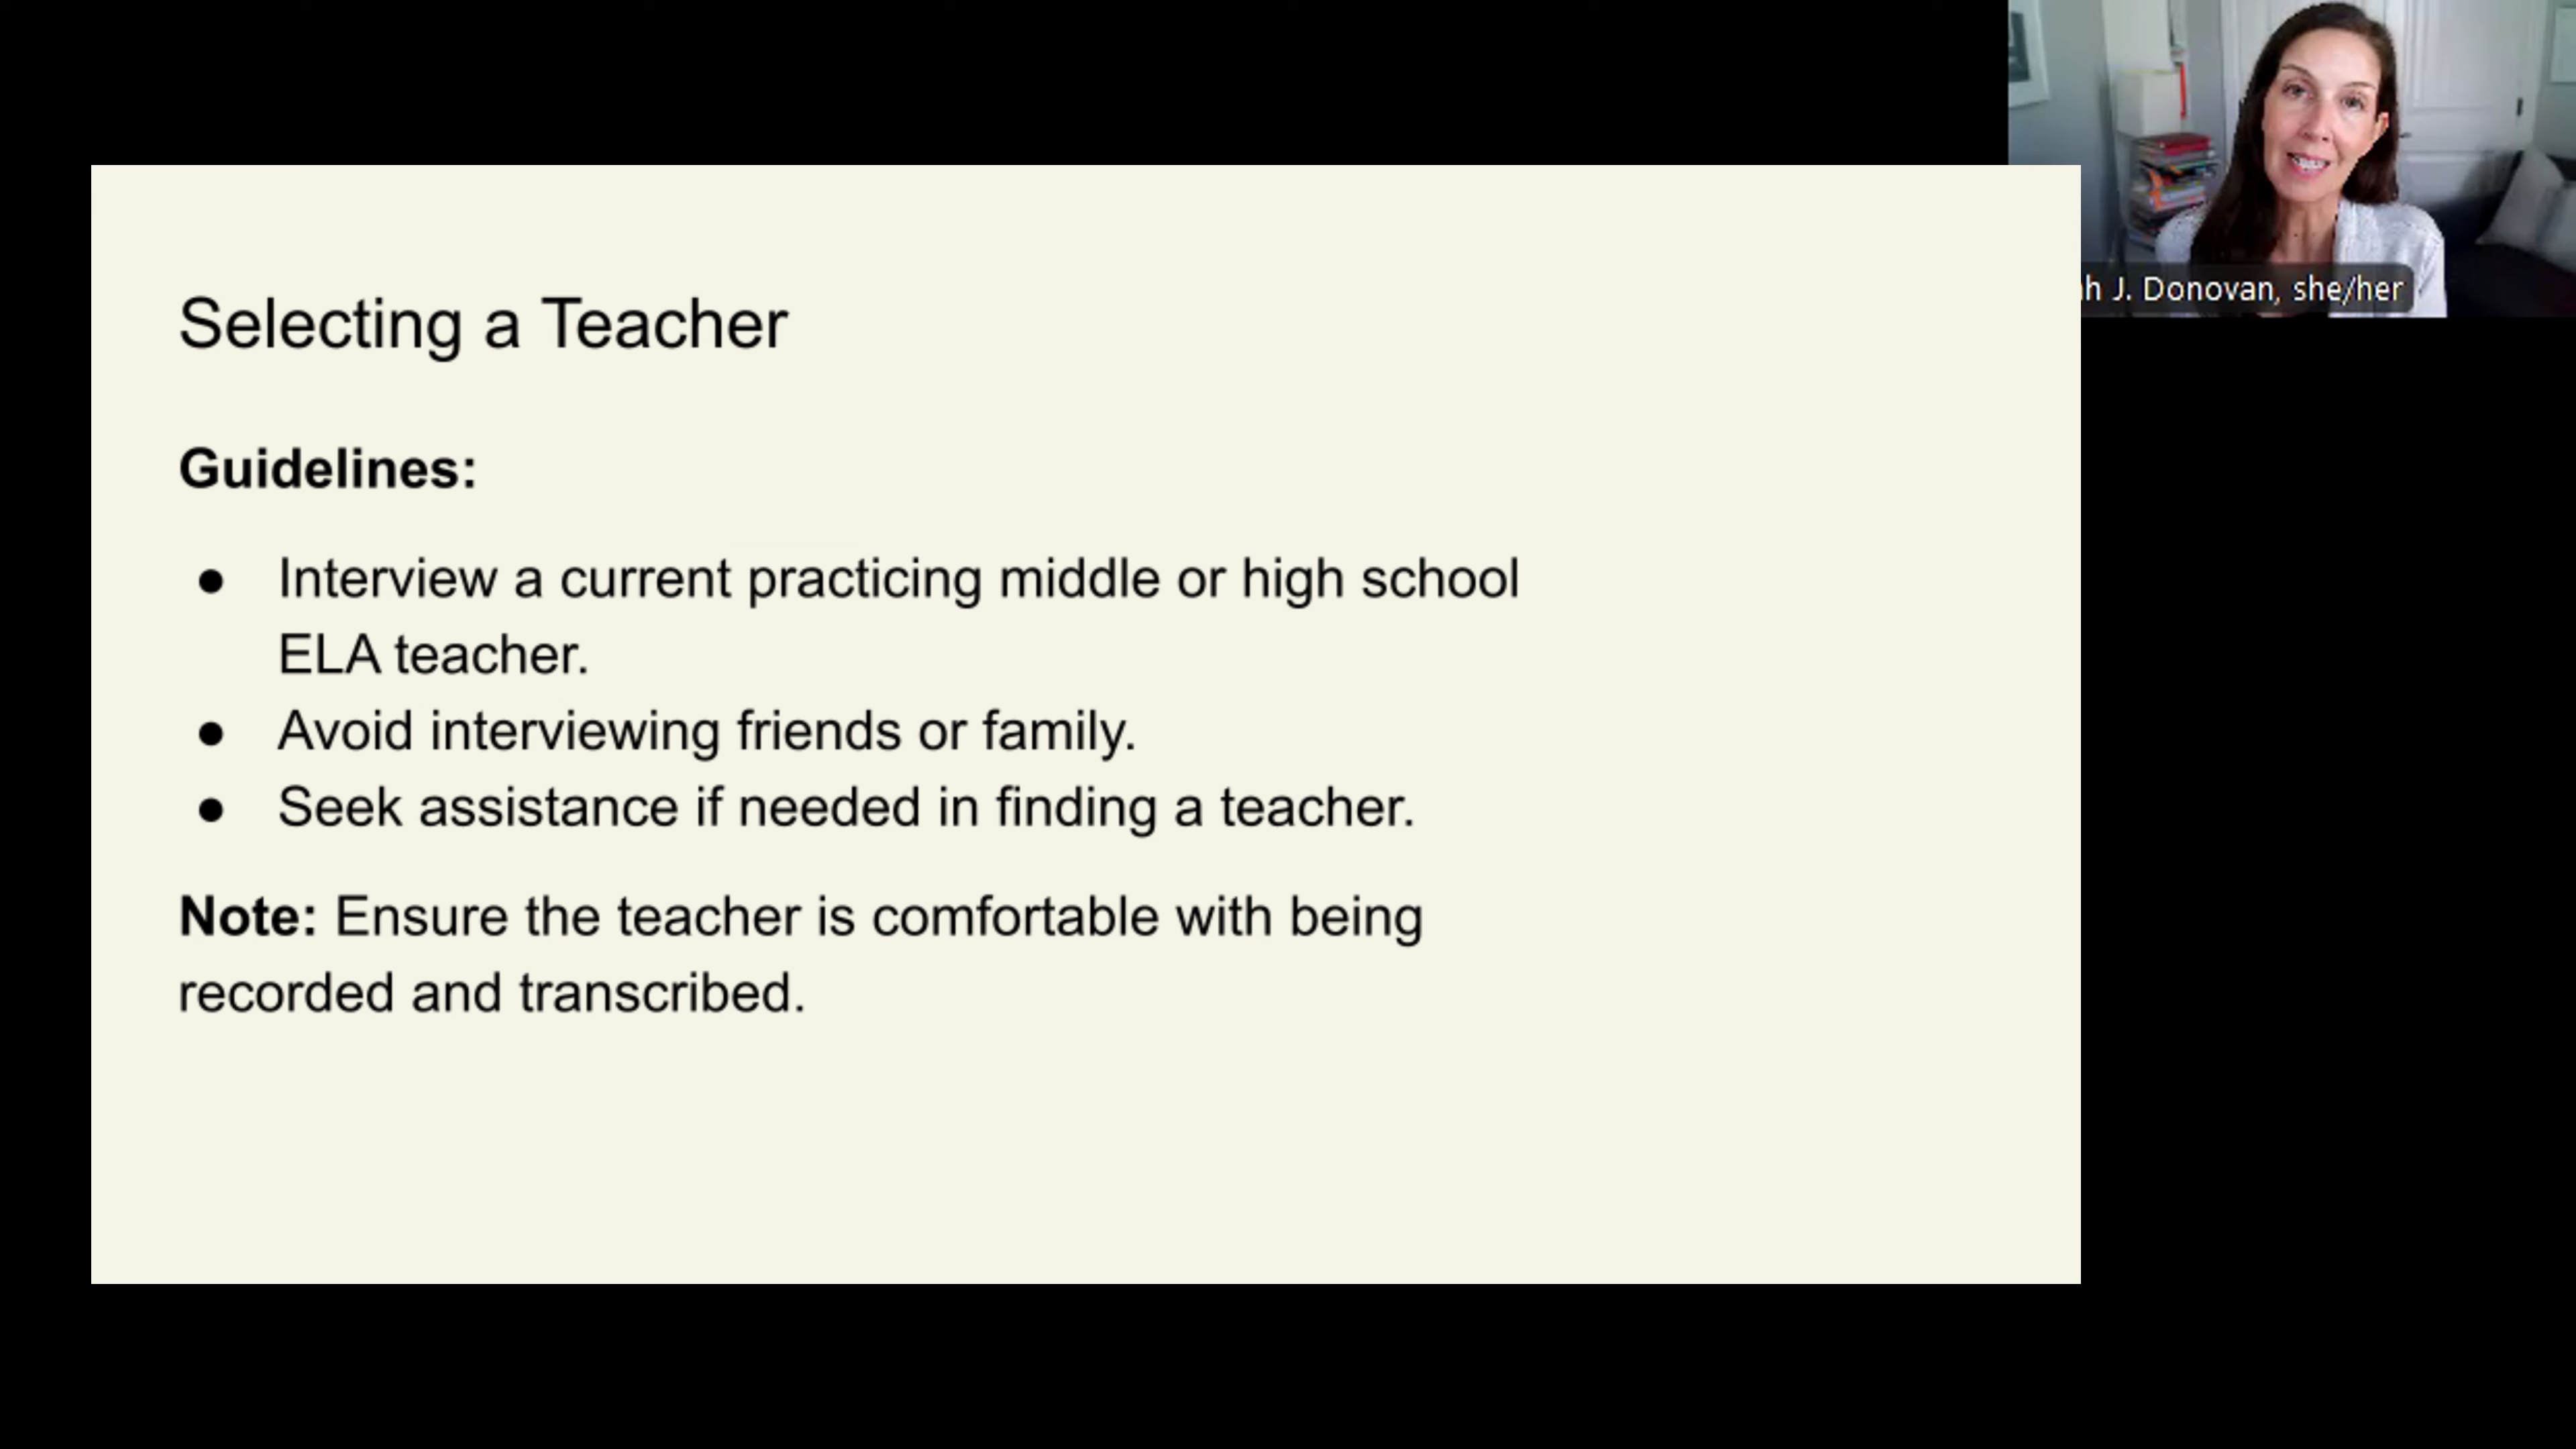 J. Donovan, she/her
Selecting a Teacher
Guidelines:
● Interview a current practicing middle or high school
ELA teacher.
● Avoid interviewing friends or family.
● Seek assistance if needed in finding a teacher.
Note: Ensure the teacher is comfortable with being
recorded and transcribed.